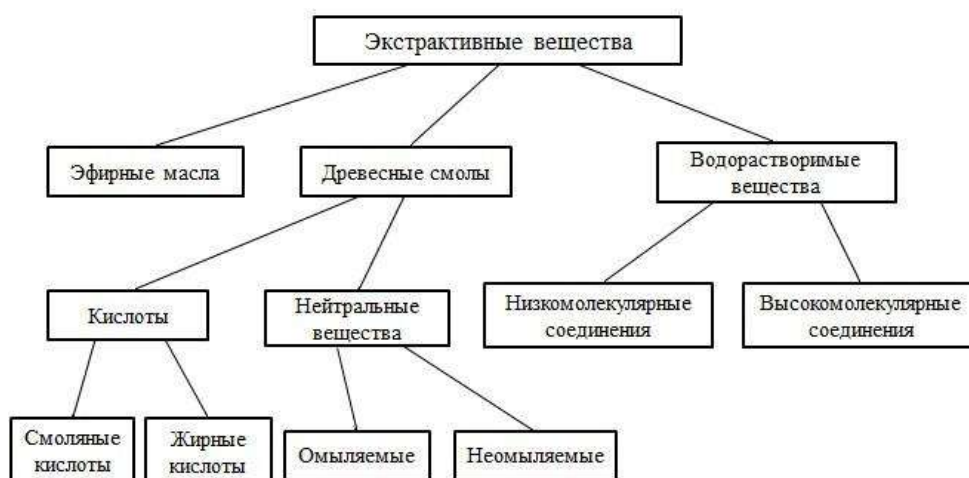 Экстрактивные вещества
Эфирные масла
Древесные смолы
Водорастворимые
вещества
Кислоты
Нейтральные
вещества
Низкомолекулярные
соединения
Высокомолекулярные
соединения
Смоляные
кислоты
Жирные
кислоты
Омыляемые
Неомыляемые